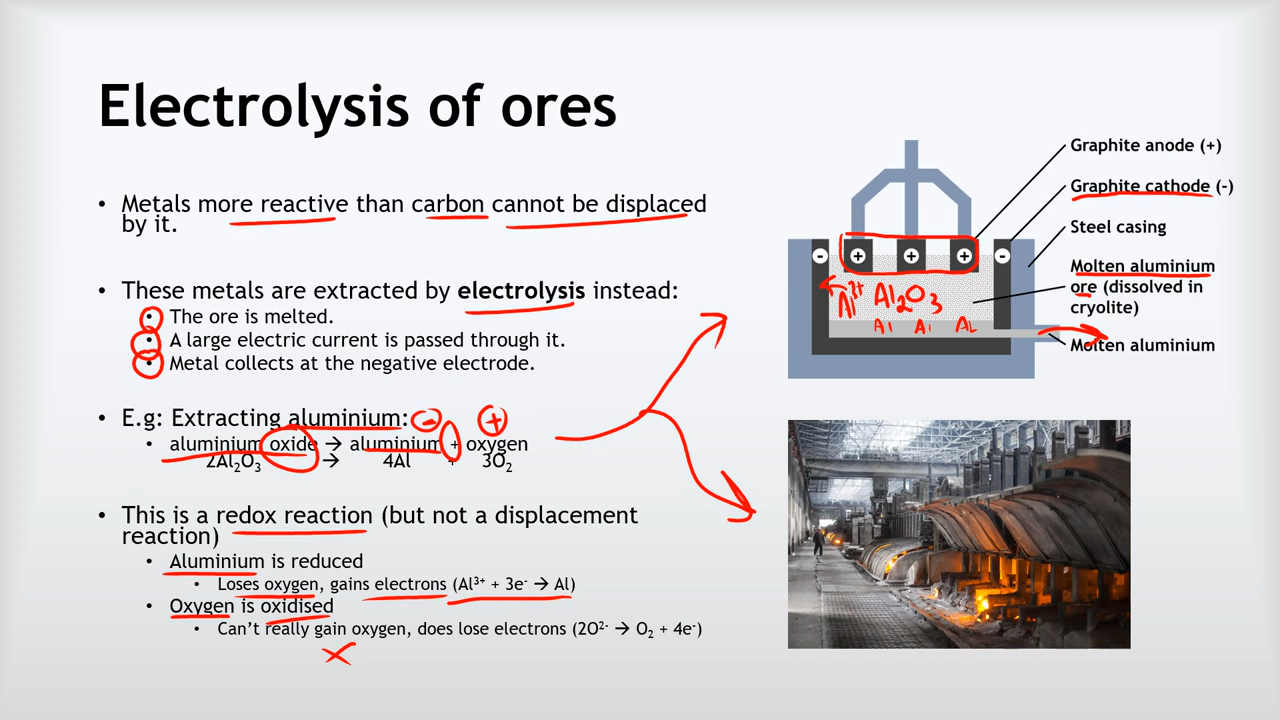 Electrolysis of ores
• Metals more reactive than carbon cannot be displaced
by it.
• These metals are extracted by electrolysis instead:
• The ore is melted.
• A large electric current is passed through it.
• Metal collects at the negative electrode.
• E.g: Extracting aluminium: - +
• aluminium oxide → aluminium + oxygen
2Al₂O₃ → 4Al + 3O₂
• This is a redox reaction (but not a displacement
reaction)
• Aluminium is reduced
• Loses oxygen, gains electrons (Al³⁺ + 3e⁻ → Al)
• Oxygen is oxidised
• Can’t really gain oxygen, does lose electrons (2O²⁻ → O₂ + 4e⁻)
Graphite anode (+)
Graphite cathode (-)
Steel casing
Molten aluminium
ore (dissolved in
cryolite)
Molten aluminium
- + + + -
Al³⁺ Al₂O₃
Al Al Al